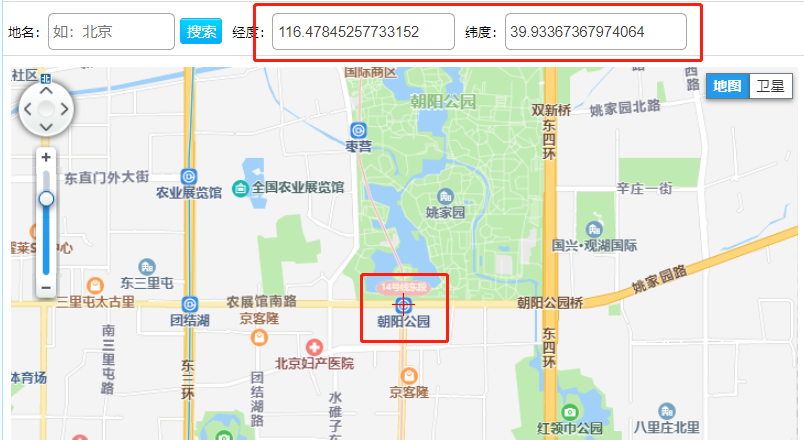 地名： 如：北京 搜索 经度： 116.47845257733152 纬度： 39.93367367974064
社区 北 国际商区 西路
朝阳公园 地图 卫星
双新桥 姚家园北路
东四环
枣营
东直门外大街 农业展览馆 全国农业展览馆 辛庄一街
姚家园
国兴·观湖国际
中心
东三里屯 14号线东段 姚家园路
三里屯太古里 农展馆南路 朝阳公园桥
团结湖 京客隆 朝阳公园
南三里屯路
东三环 北京妇产医院 东四环
体育场 团结湖路 京客隆
水碓子东
红领巾公园 八里庄北里